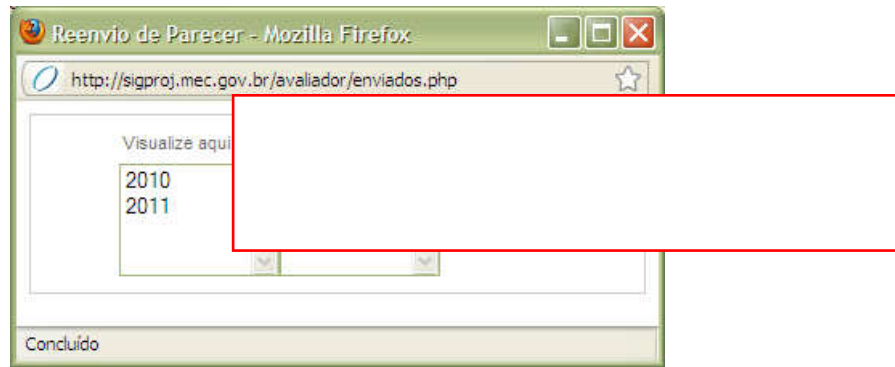 Reenvio de Parecer - Mozilla Firefox
http://sigproj.mec.gov.br/avaliador/enviados.php
Visualize aqui
2010
2011
Concluído